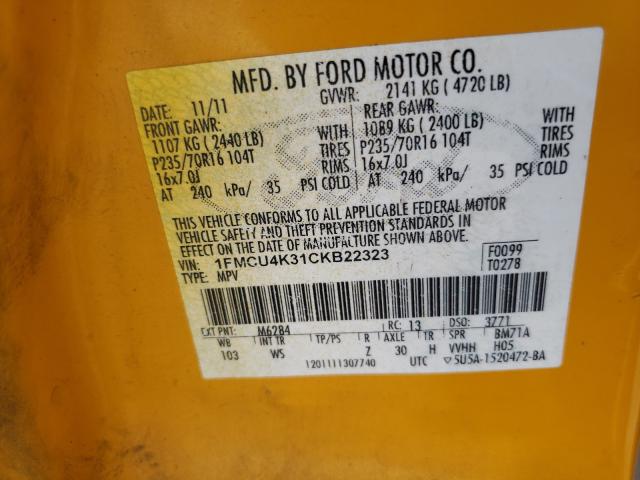 MFD. BY FORD MOTOR CO.
DATE: 11/11 GVWR: 2141 KG ( 4720 LB)
FRONT GAWR: REAR GAWR:
1107 KG ( 2440 LB) WITH 1089 KG ( 2400 LB) WITH
P235/70R16 104T TIRES P235/70R16 104T TIRES
16x7.0J RIMS 16x7.0J RIMS
AT 240 kPa/ 35 PSI COLD AT 240 kPa/ 35 PSI COLD
THIS VEHICLE CONFORMS TO ALL APPLICABLE FEDERAL MOTOR
VEHICLE SAFETY AND THEFT PREVENTION STANDARDS IN
EFFECT ON THE DATE OF MANUFACTURE SHOWN ABOVE.
VIN: 1FMCU4K31CKB22323 F0099
TYPE: MPV T0278
EXT PNT: M6284 RC: 13 DSO: 3771
WB INT TR TP/PS R AXLE TR SPR BM71A
103 WS Z 30 H VVHH H05
1201111307740 UTC 5U5A-1520472-BA